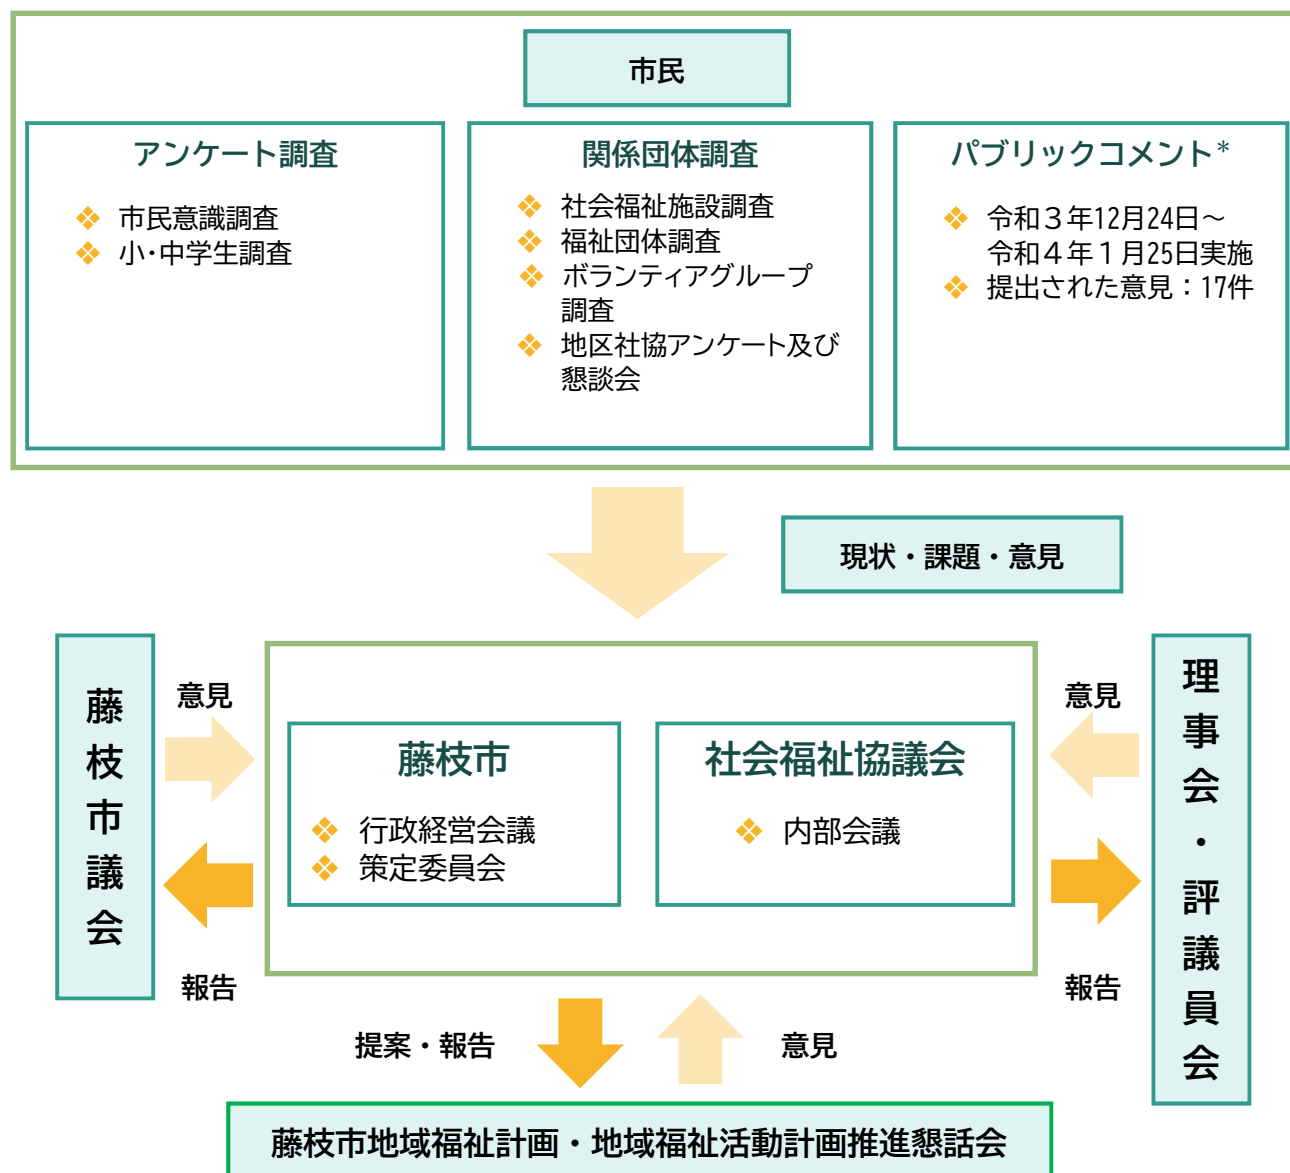 市民
アンケート調査
市民意識調査
小・中学生調査
関係団体調査
社会福祉施設調査
福祉団体調査
ボランティアグループ
調査
地区社協アンケート及び
懇談会
パブリックコメント*
令和３年12月24日～
令和４年１月25日実施
提出された意見：17件
現状・課題・意見
藤枝市議会
意見
報告
藤枝市
行政経営会議
策定委員会
社会福祉協議会
内部会議
意見
報告
理事会・評議員会
提案・報告
意見
藤枝市地域福祉計画・地域福祉活動計画推進懇話会